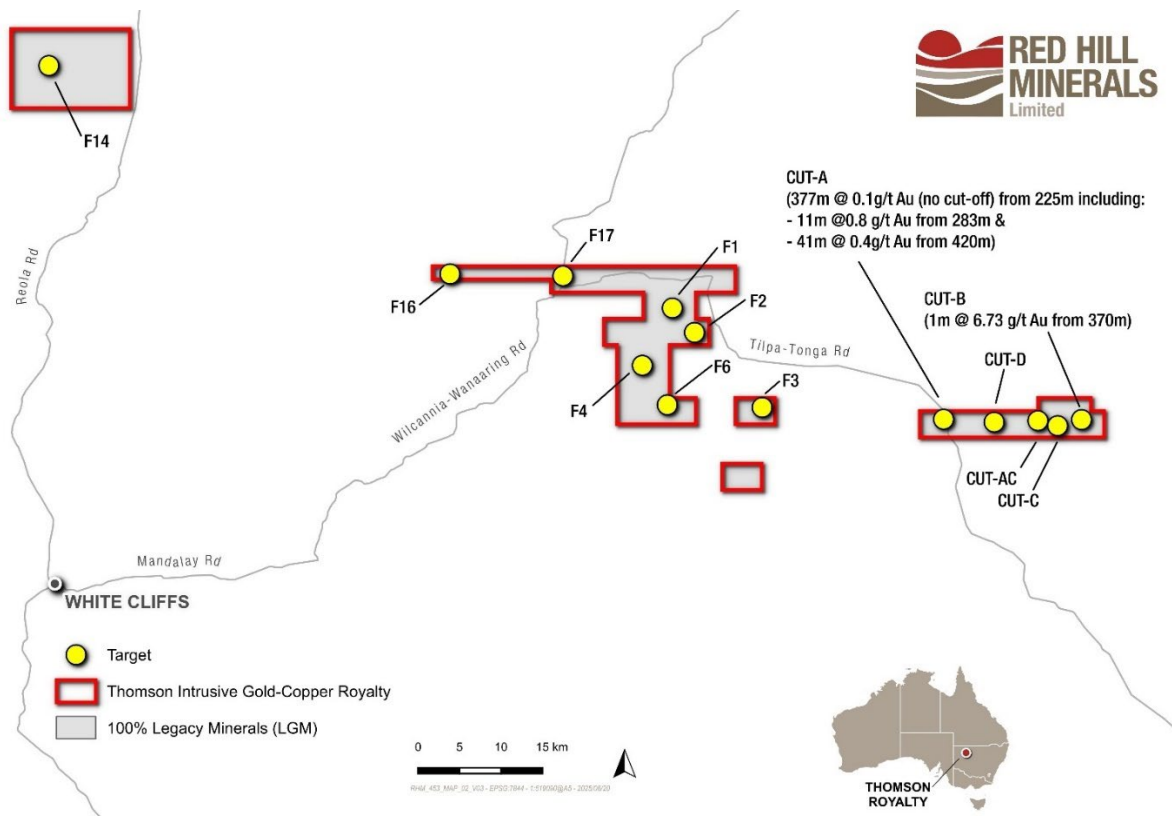 RED HILL
MINERALS
Limited
F14
CUT-A
(377m @ 0.1g/t Au (no cut-off) from 225m including:
- 11m @0.8 g/t Au from 283m &
- 41m @ 0.4g/t Au from 420m)
Reola Rd
F17
F1
F16
F2
CUT-B
(1m @ 6.73 g/t Au from 370m)
Tilpa-Tonga Rd
CUT-D
Wilcannia-Wanaaring Rd
F4
F6
F3
CUT-AC
CUT-C
Mandalay Rd
WHITE CLIFFS
Target
Thomson Intrusive Gold-Copper Royalty
100% Legacy Minerals (LGM)
0 5 10 15 km
THOMSON
ROYALTY